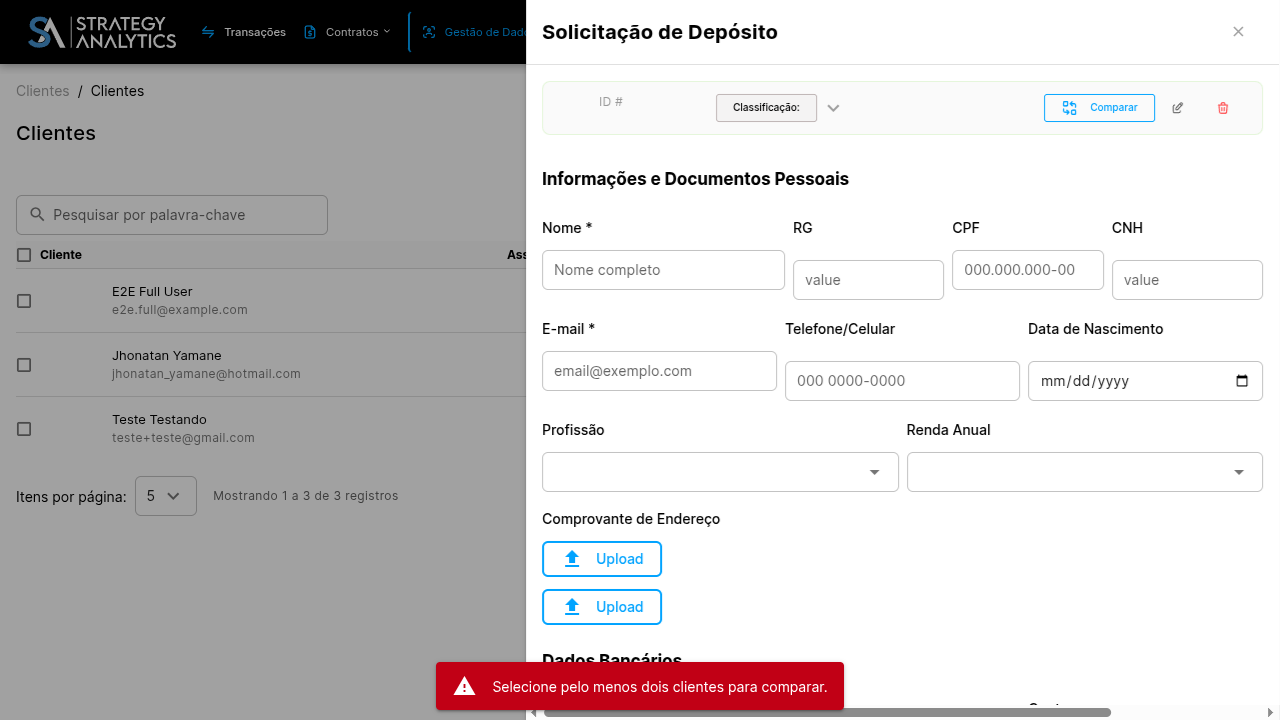 STRATEGY
ANALYTICS
Transações
Contratos
Gestão de Dado
Clientes / Clientes
Clientes
Pesquisar por palavra-chave
Cliente
Ass
E2E Full User
e2e.full@example.com
Jhonatan Yamane
jhonatan_yamane@hotmail.com
Teste Testando
teste+teste@gmail.com
Itens por página:
5
Mostrando 1 a 3 de 3 registros
Solicitação de Depósito
ID #
Classificação:
Comparar
Informações e Documentos Pessoais
Nome *
RG
CPF
CNH
Nome completo
value
000.000.000-00
value
E-mail *
Telefone/Celular
Data de Nascimento
email@exemplo.com
000 0000-0000
mm/dd/yyyy
Profissão
Renda Anual
Comprovante de Endereço
Upload
Upload
Dados Bancários
Selecione pelo menos dois clientes para comparar.